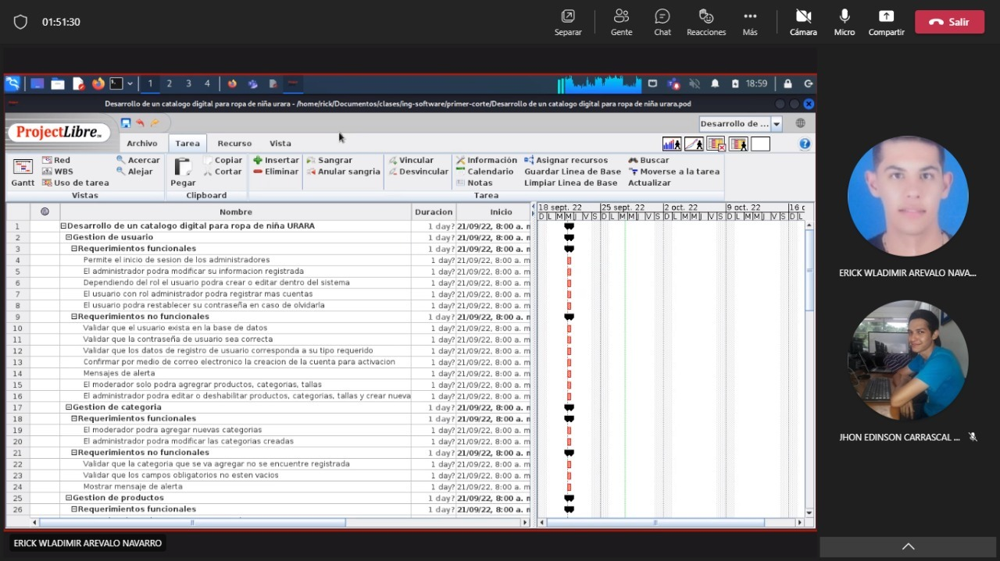 01:51:30
Separar Gente Chat Reacciones Más Cámara Micro Compartir Salir
1 2 3 4 18:59
Desarrollo de un catalogo digital para ropa de niña urara - /home/rick/Documentos/clases/ing-software/primer-corte/Desarrollo de un catalogo digital para ropa de niña urara.pod
ProjectLibre
Desarrollo de ...
Archivo Tarea Recurso Vista
Red Acercar Copiar Insertar Sangrar Vincular Información Asignar recursos Buscar
WBS Alejar Cortar Eliminar Anular sangria Desvincular Calendario Guardar Linea de Base Moverse a la tarea
Gantt Uso de tarea Pegar Notas Limpiar Linea de Base Actualizar
Vistas Clipboard Tarea
Nombre Duracion Inicio 18 sept. 22 25 sept. 22 2 oct. 22 9 oct. 22 16 c
D L M M J V S D L M M J V S D L M M J V S D L M M J V S D L
1 Desarrollo de un catalogo digital para ropa de niña URARA 1 day? 21/09/22, 8:00 a. m
2 Gestion de usuario 1 day? 21/09/22, 8:00 a. m
3 Requerimientos funcionales 1 day? 21/09/22, 8:00 a. m
4 Permite el inicio de sesion de los administradores 1 day? 21/09/22, 8:00 a. m
5 El administrador podra modificar su informacion registrada 1 day? 21/09/22, 8:00 a. m
6 Dependiendo del rol el usuario podra crear o editar dentro del sistema 1 day? 21/09/22, 8:00 a. m
7 El usuario con rol administrador podra registrar mas cuentas 1 day? 21/09/22, 8:00 a. m
8 El usuario podra restablecer su contraseña en caso de olvidarla 1 day? 21/09/22, 8:00 a. m
9 Requerimientos no funcionales 1 day? 21/09/22, 8:00 a. m
10 Validar que el usuario exista en la base de datos 1 day? 21/09/22, 8:00 a. m
11 Validar que la contraseña de usuario sea correcta 1 day? 21/09/22, 8:00 a. m
12 Validar que los datos de registro de usuario corresponda a su tipo requerido 1 day? 21/09/22, 8:00 a. m
13 Confirmar por medio de correo electronico la creacion de la cuenta para activacion 1 day? 21/09/22, 8:00 a. m
14 Mensajes de alerta 1 day? 21/09/22, 8:00 a. m
15 El moderador solo podra agregrar productos, categorias, tallas 1 day? 21/09/22, 8:00 a. m
16 El administrador podra editar o deshabilitar productos, categorias, tallas y crear nueva 1 day? 21/09/22, 8:00 a. m
17 Gestion de categoria 1 day? 21/09/22, 8:00 a. m
18 Requerimientos funcionales 1 day? 21/09/22, 8:00 a. m
19 El moderador podra agregar nuevas categorias 1 day? 21/09/22, 8:00 a. m
20 El administrador podra modificar las categorias creadas 1 day? 21/09/22, 8:00 a. m
21 Requerimientos no funcionales 1 day? 21/09/22, 8:00 a. m
22 Validar que la categoria que se va agregar no se encuentre registrada 1 day? 21/09/22, 8:00 a. m
23 Validar que los campos obligatorios no esten vacios 1 day? 21/09/22, 8:00 a. m
24 Mostrar mensaje de alerta 1 day? 21/09/22, 8:00 a. m
25 Gestion de productos 1 day? 21/09/22, 8:00 a. m
26 Requerimientos funcionales 1 day? 21/09/22, 8:00 a. m
ERICK WLADIMIR AREVALO NAVARRO
ERICK WLADIMIR AREVALO NAVA...
JHON EDINSON CARRASCAL ...